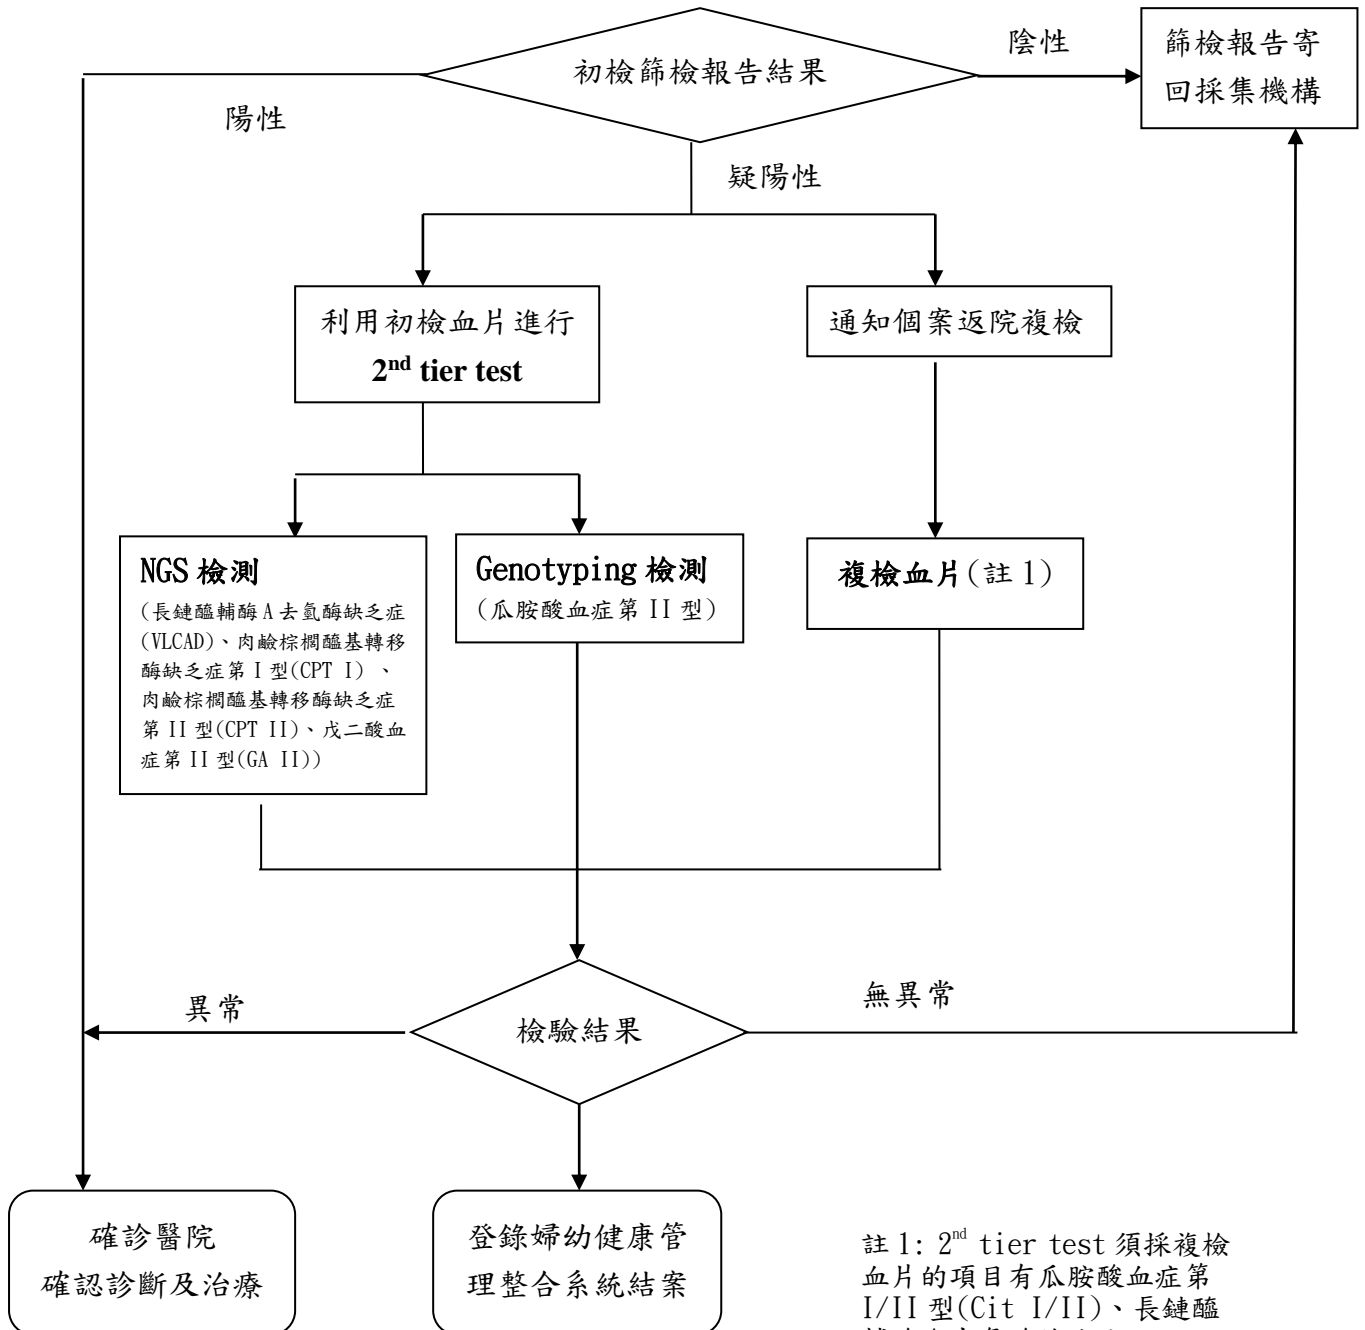 初檢篩檢報告結果
陰性
篩檢報告寄
回採集機構
陽性
疑陽性
利用初檢血片進行
2nd tier test
通知個案返院複檢
NGS 檢測
(長鏈醯輔酶 A 去氫酶缺乏症
(VLCAD)、肉鹼棕櫚醯基轉移
酶缺乏症第 I 型(CPT I) 、
肉鹼棕櫚醯基轉移酶缺乏症
第 II 型(CPT II)、戊二酸血
症第 II 型(GA II))
Genotyping 檢測
(瓜胺酸血症第 II 型)
複檢血片(註 1)
異常
檢驗結果
無異常
確診醫院
確認診斷及治療
登錄婦幼健康管
理整合系統結案
註 1: 2nd tier test 須採複檢
血片的項目有瓜胺酸血症第
I/II 型(Cit I/II)、長鏈醯